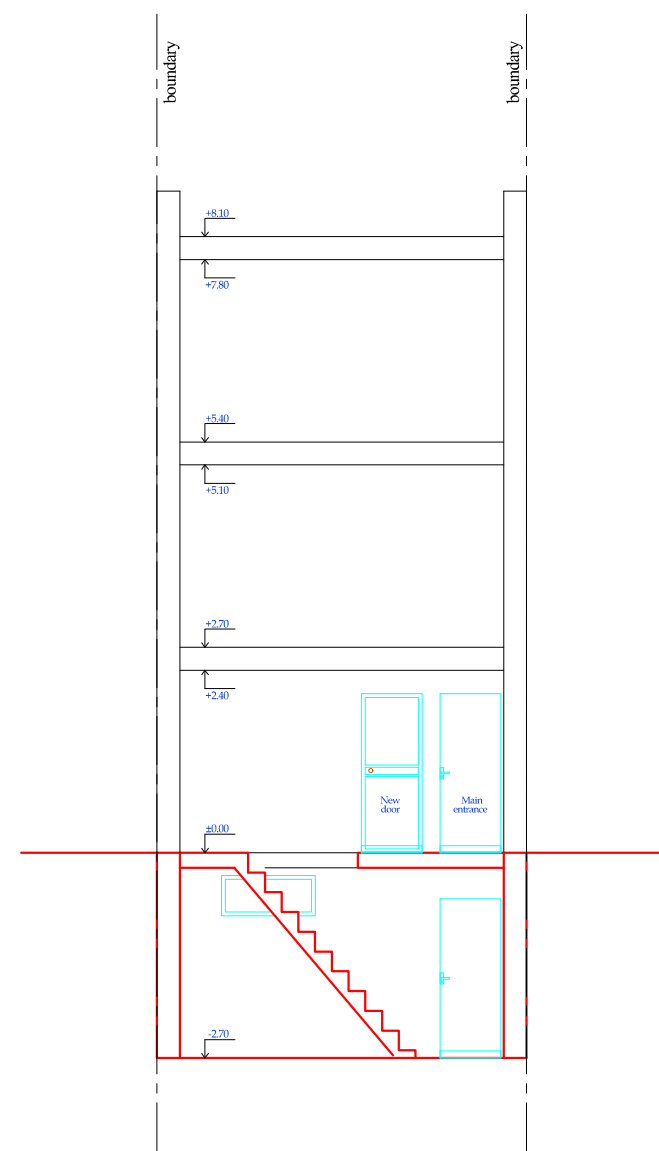 boundary
boundary
+8.10
+7.80
+5.40
+5.10
+2.70
+2.40
New
door
Main
entrance
±0.00
-2.70